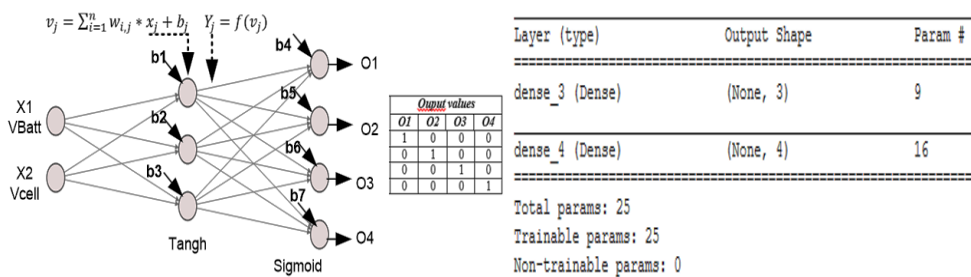 v_j = ∑_{i=1}^{n} w_{i,j} * x_j + b_j Y_j = f(v_j)
b1
b2
b3
b4
b5
b6
b7
X1
VBatt
X2
Vcell
O1
O2
O3
O4
Tangh
Sigmoid
Ouput values
O1 O2 O3 O4
1 0 0 0
0 1 0 0
0 0 1 0
0 0 0 1
Layer (type) Output Shape Param #
dense_3 (Dense) (None, 3) 9
dense_4 (Dense) (None, 4) 16
Total params: 25
Trainable params: 25
Non-trainable params: 0